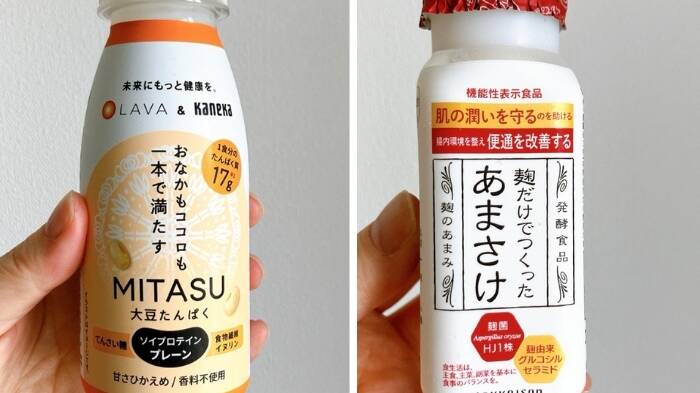 未来にもっと健康を、
LAVA & Kaneka
おなかもココロも
一本で満たす
1食分の
たんぱく質
17g
MITASU
大豆たんぱく
てんさい糖
ソイプロテイン
プレーン
食物繊維
イヌリン
甘さひかえめ / 香料不使用
機能性表示食品
肌の潤いを守るのを助ける
腸内環境を整え 便通を改善する
発酵食品
麹だけでつくった
あまさけ
麹のあまみ
麹菌
Aspergillus oryzae
HJ1株
麹由来
グルコシル
セラミド
食生活は、
主食、主菜、副菜を基本に
食事のバランスを。